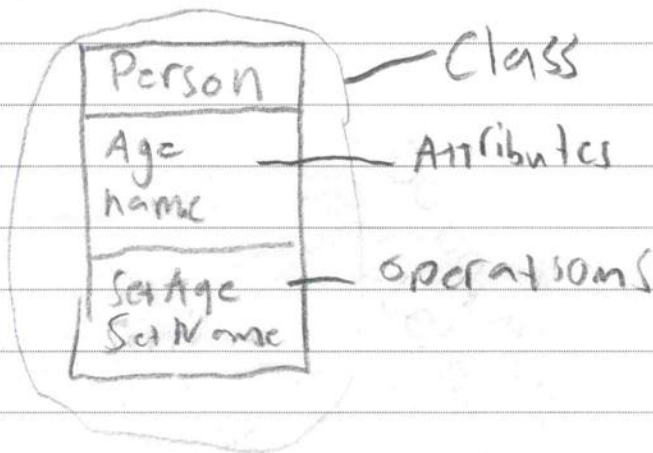 Person
Class
Age
Attributes
name
SetAge
operations
SetName